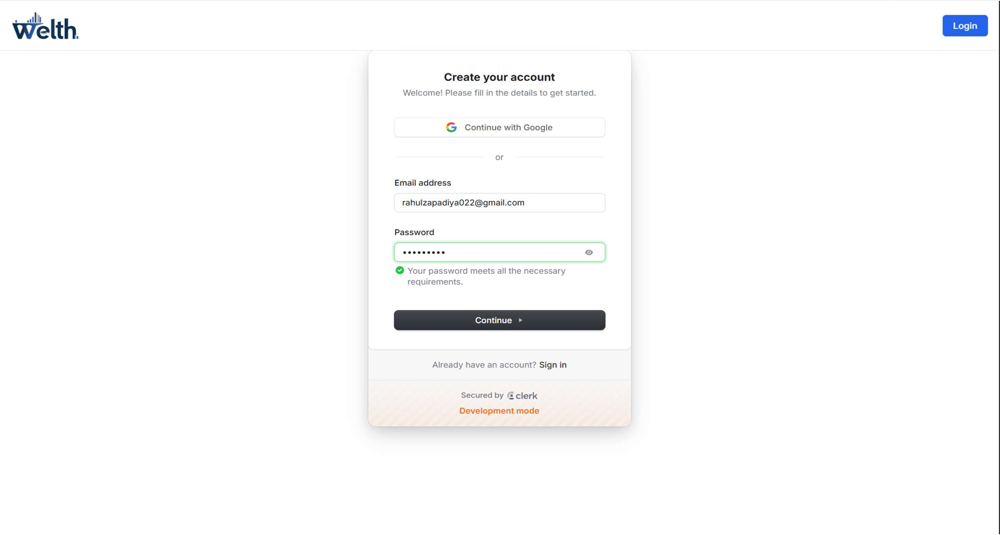 Welth.
Login
Create your account
Welcome! Please fill in the details to get started.
Continue with Google
or
Email address
rahulzapadiya022@gmail.com
Password
•••••••••
Your password meets all the necessary
requirements.
Continue
Already have an account? Sign in
Secured by clerk
Development mode